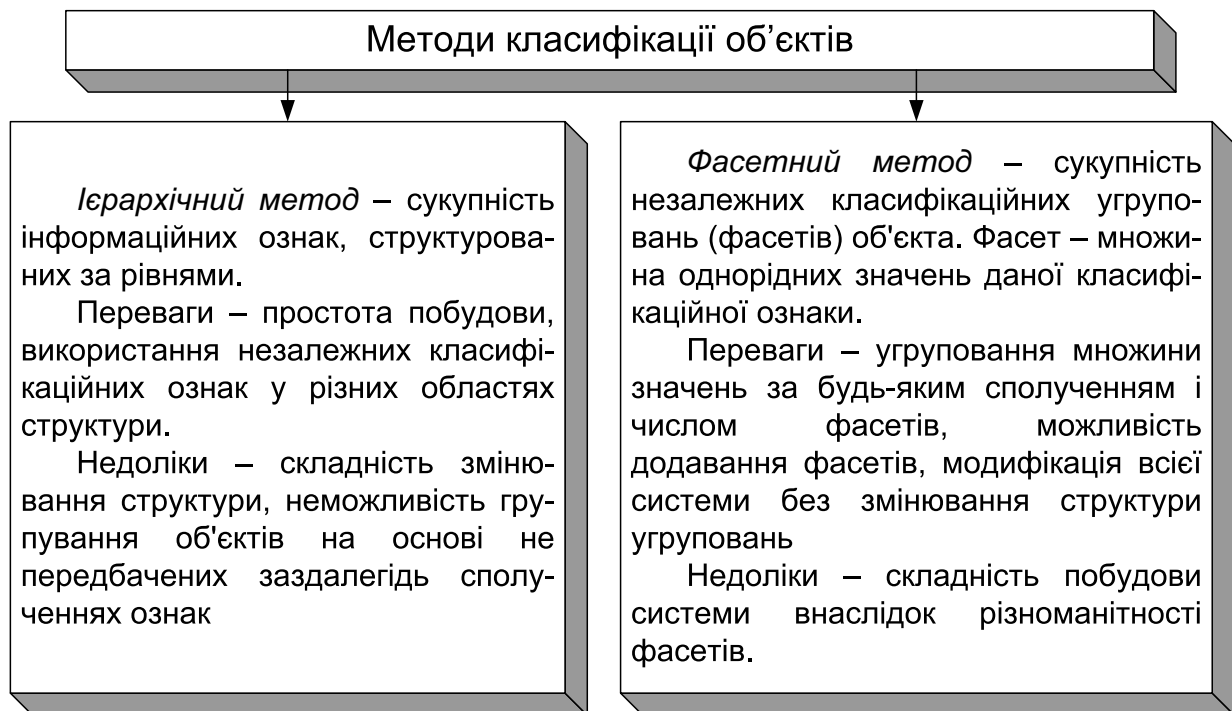 Методи класифікації об’єктів
Ієрархічний метод – сукупність
інформаційних ознак, структурова-
них за рівнями.
Переваги – простота побудови,
використання незалежних класифі-
каційних ознак у різних областях
структури.
Недоліки – складність зміню-
вання структури, неможливість гру-
пування об'єктів на основі не
передбачених заздалегідь сполу-
ченнях ознак
Фасетний метод – сукупність
незалежних класифікаційних угрупо-
вань (фасетів) об'єкта. Фасет – множи-
на однорідних значень даної класифі-
каційної ознаки.
Переваги – угруповання множини
значень за будь-яким сполученням і
числом фасетів, можливість
додавання фасетів, модифікація всієї
системи без змінювання структури
угруповань
Недоліки – складність побудови
системи внаслідок різноманітності
фасетів.